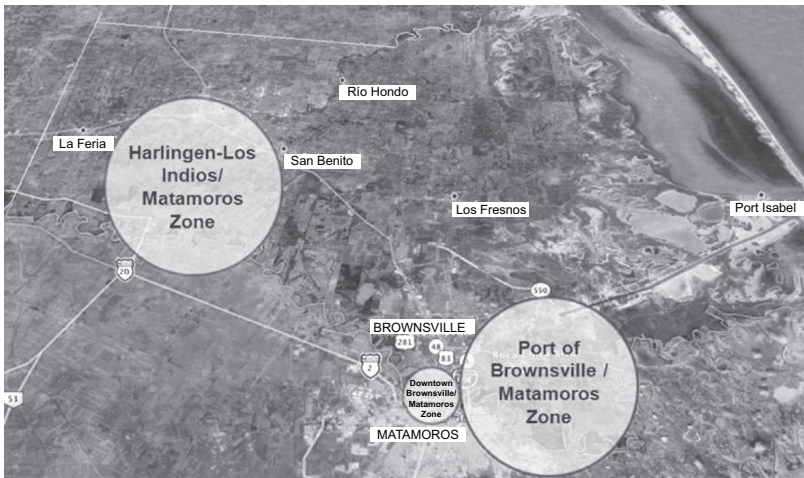 Río Hondo
La Feria
Harlingen-Los
Indios/
Matamoros
Zone
San Benito
Los Fresnos
Port Isabel
20
550
BROWNSVILLE
281
48
83
2
Downtown
Brownsville/
Matamoros
Zone
Port of
Brownsville /
Matamoros
Zone
53
MATAMOROS